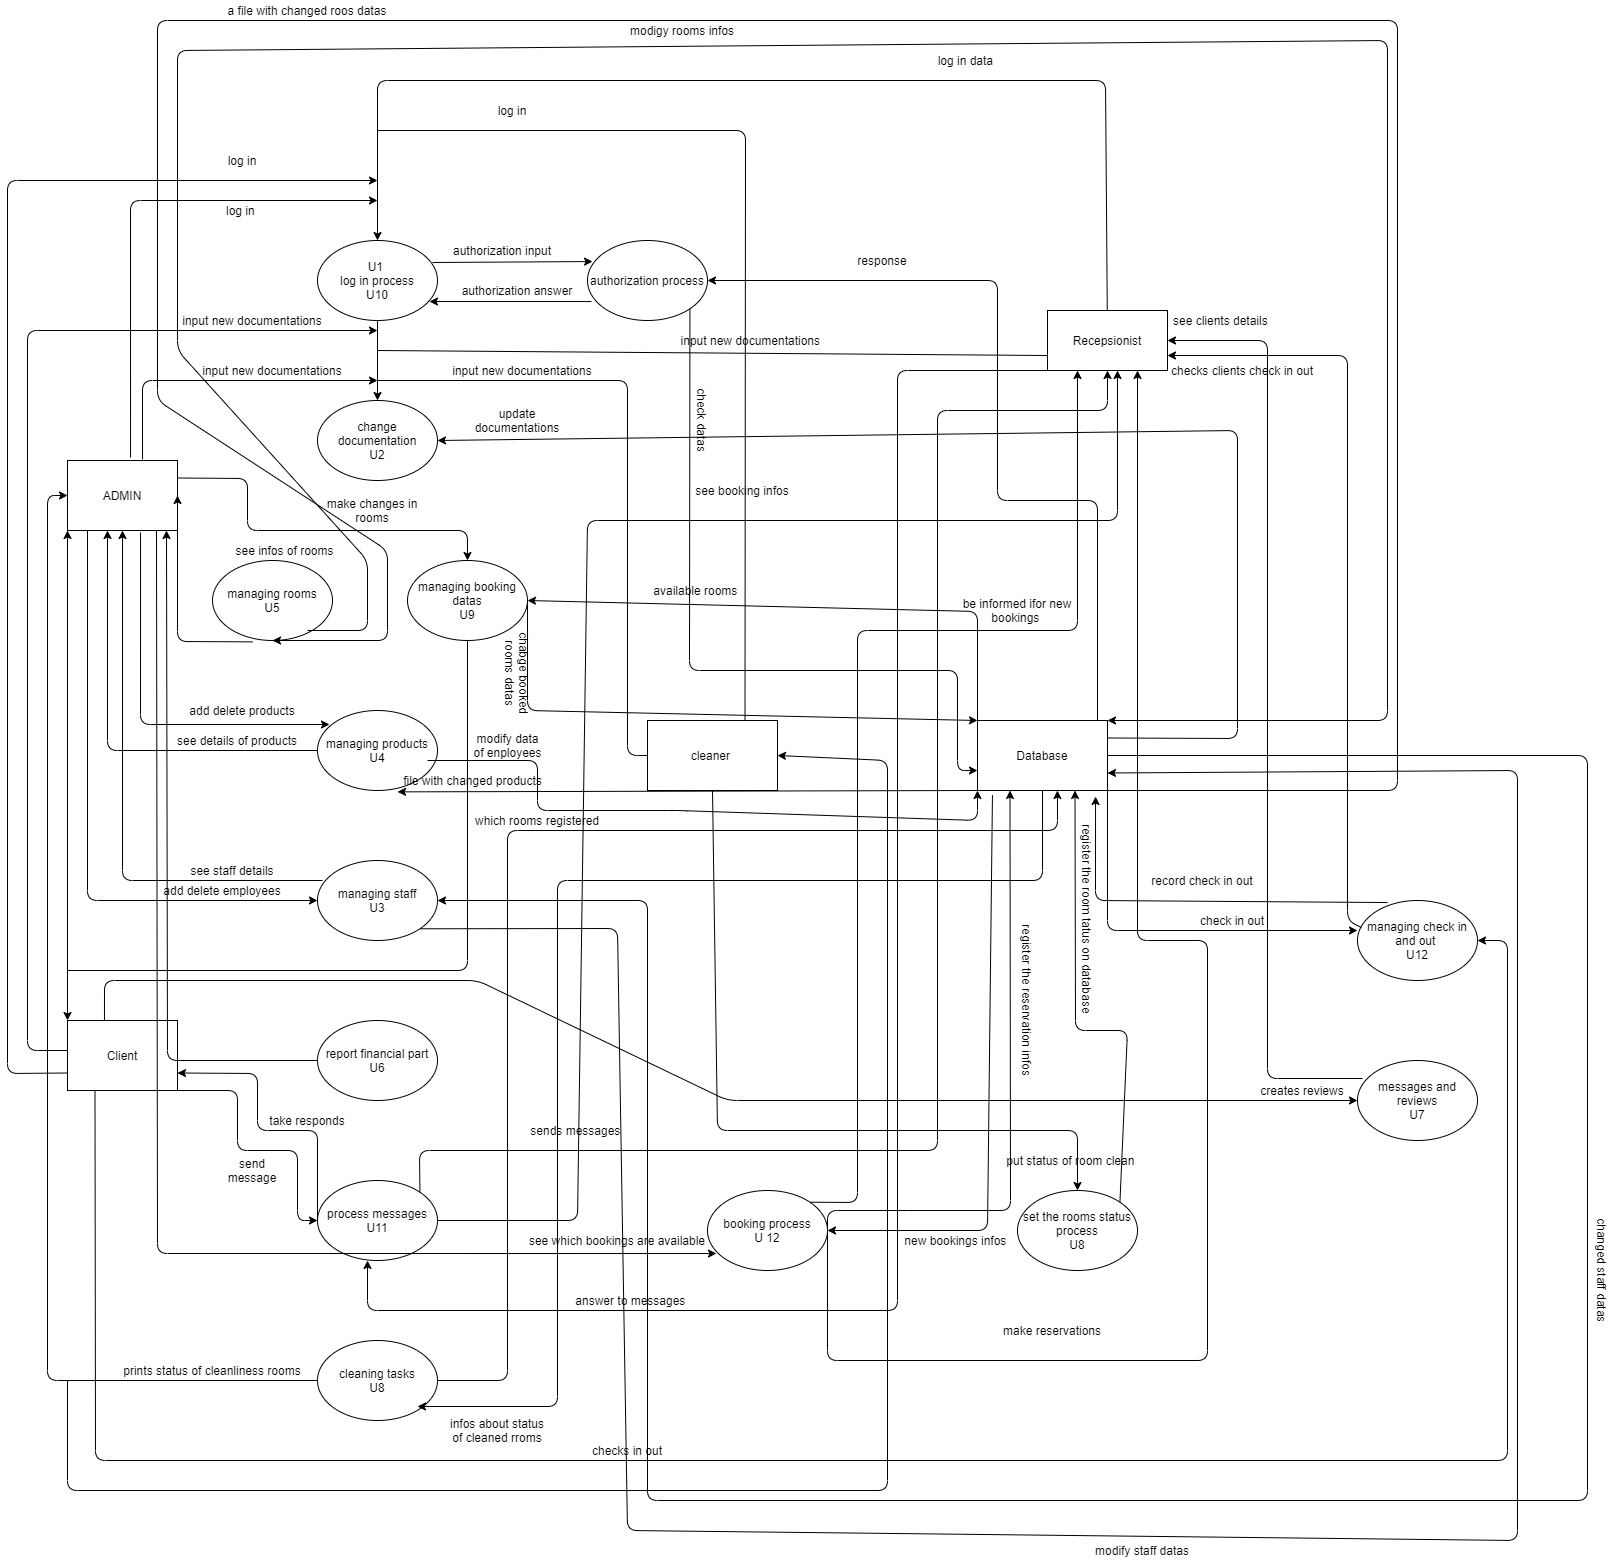 a file with changed roos datas
modigy rooms infos
log in data
log in
log in
log in
U1
log in process
U10
authorization input
authorization answer
authorization process
response
input new documentations
input new documentations
see clients details
Recepsionist
checks clients check in out
input new documentations
input new documentations
check datas
change
documentation
U2
update
documentations
ADMIN
make changes in
rooms
see booking infos
see infos of rooms
managing rooms
U5
managing booking
datas
U9
available rooms
be informed ifor new
bookings
chabge booked
rooms datas
add delete products
see details of products
managing products
U4
modify data
of enployees
file with changed products
cleaner
Database
which rooms registered
see staff details
add delete employees
managing staff
U3
register the room tatus on database
record check in out
check in out
managing check in
and out
U12
register the reservation infos
Client
report financial part
U6
creates reviews
messages and
reviews
U7
take responds
sends messages
send
message
put status of room clean
process messages
U11
booking process
U 12
set the rooms status
process
U8
see which bookings are available
new bookings infos
changed staff datas
answer to messages
make reservations
prints status of cleanliness rooms
cleaning tasks
U8
infos about status
of cleaned rroms
checks in out
modify staff datas